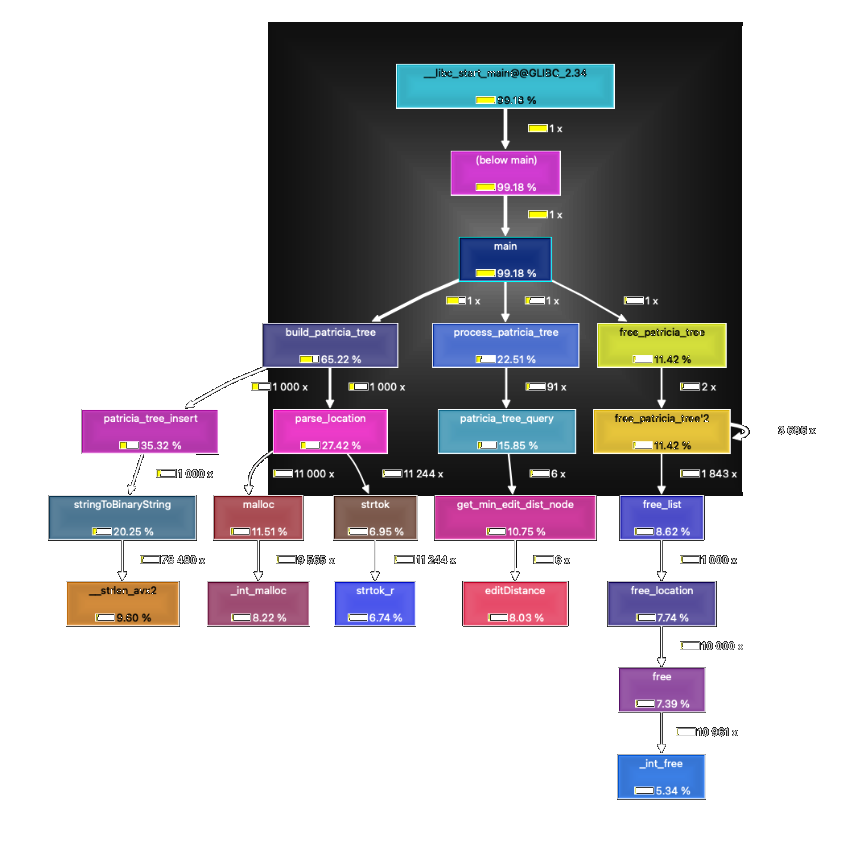 __libc_start_main@@GLIBC_2.34
99.18 %
1 x
(below main)
99.18 %
1 x
main
99.18 %
1 x
1 x
1 x
build_patricia_tree
65.22 %
process_patricia_tree
22.51 %
free_patricia_tree
11.42 %
1 000 x
1 000 x
91 x
2 x
patricia_tree_insert
35.32 %
parse_location
27.42 %
patricia_tree_query
15.85 %
free_patricia_tree'2
11.42 %
1 000 x
11 000 x
11 244 x
6 x
1 843 x
stringToBinaryString
20.25 %
malloc
11.51 %
strtok
6.95 %
get_min_edit_dist_node
10.75 %
free_list
8.62 %
9 565 x
11 244 x
6 x
1 000 x
__strlen_avx2
9.60 %
_int_malloc
8.22 %
strtok_r
6.74 %
editDistance
8.03 %
free_location
7.74 %
10 000 x
free
7.39 %
10 961 x
_int_free
5.34 %